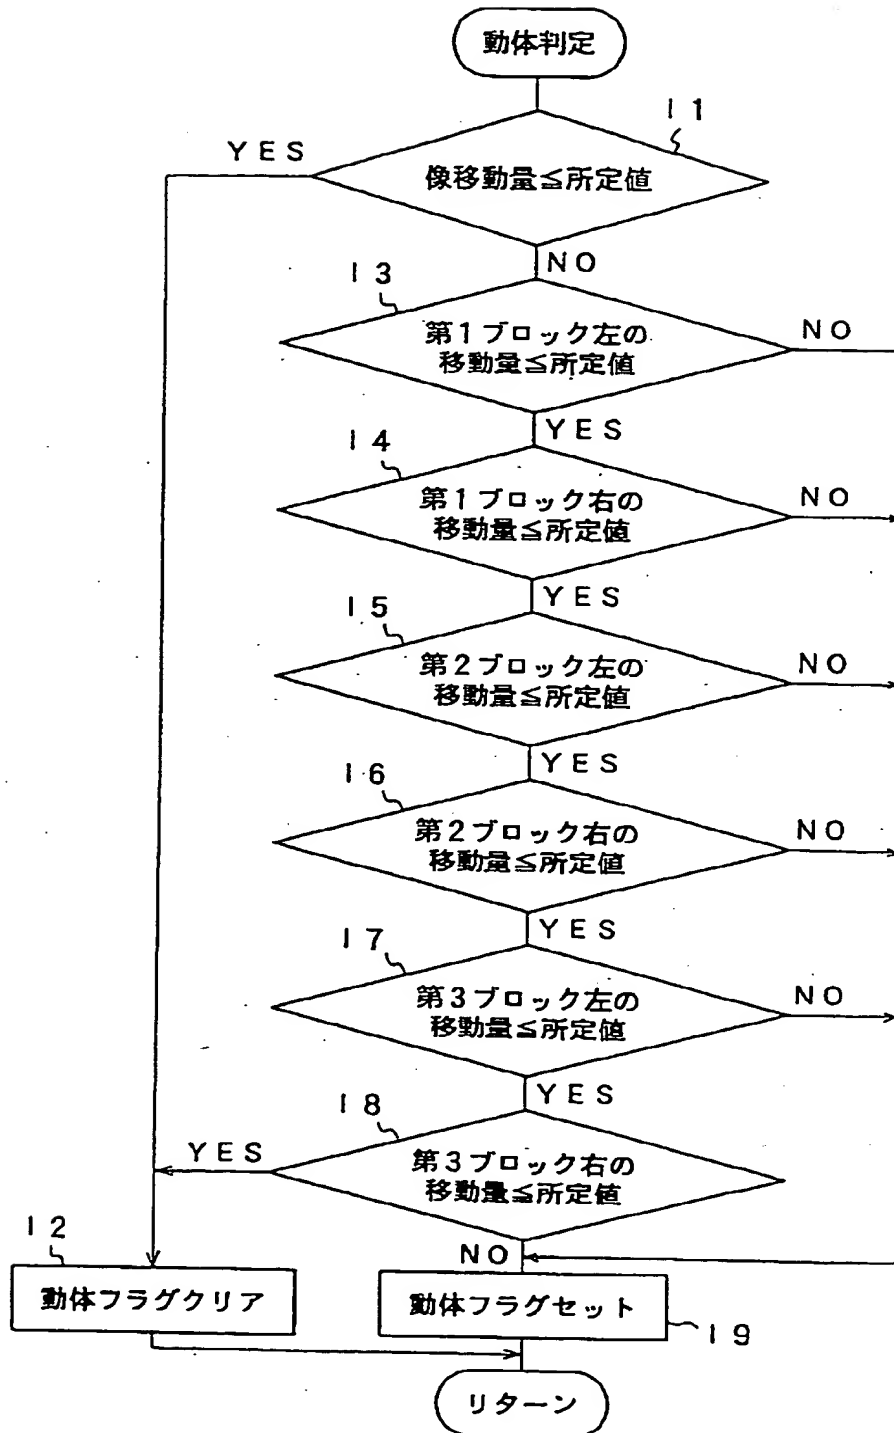 動体判定
11
YES
像移動量≦所定値
NO
13
第1ブロック左の
移動量≦所定値
NO
YES
14
第1ブロック右の
移動量≦所定値
NO
YES
15
第2ブロック左の
移動量≦所定値
NO
YES
16
第2ブロック右の
移動量≦所定値
NO
YES
17
第3ブロック左の
移動量≦所定値
NO
YES
18
YES
第3ブロック右の
移動量≦所定値
NO
12
動体フラグクリア
動体フラグセット
19
リターン